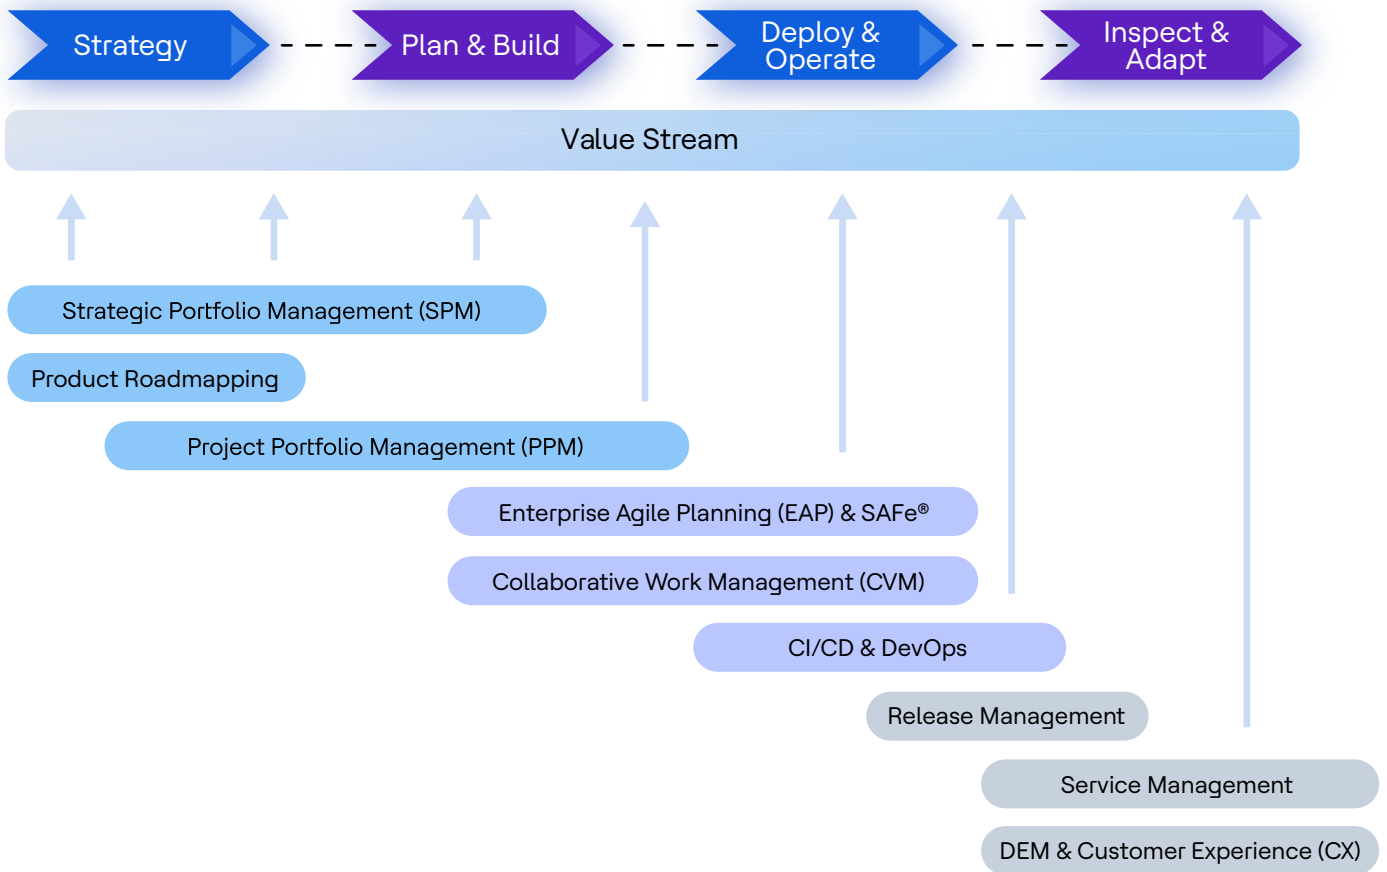 Strategy
Plan & Build
Deploy &
Operate
Inspect &
Adapt
Value Stream
Strategic Portfolio Management (SPM)
Product Roadmapping
Project Portfolio Management (PPM)
Enterprise Agile Planning (EAP) & SAFe®
Collaborative Work Management (CVM)
CI/CD & DevOps
Release Management
Service Management
DEM & Customer Experience (CX)